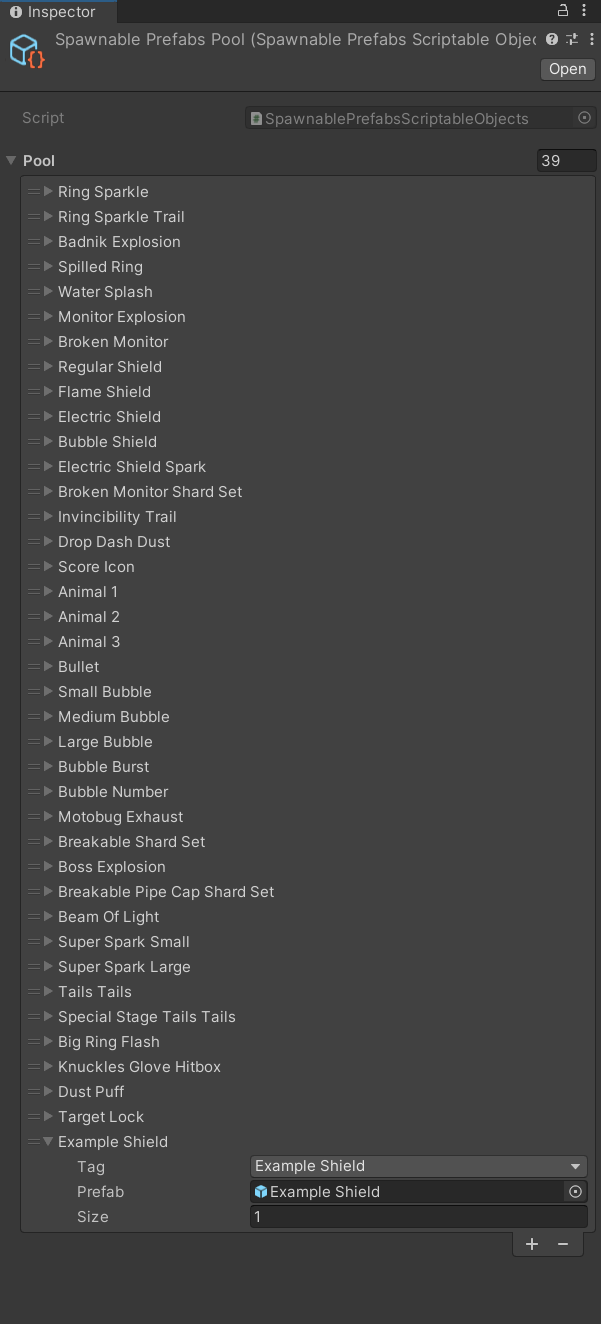 Inspector
Spawnable Prefabs Pool (Spawnable Prefabs Scriptable Objec
Open
Script SpawnablePrefabsScriptableObjects
Pool 39
Ring Sparkle
Ring Sparkle Trail
Badnik Explosion
Spilled Ring
Water Splash
Monitor Explosion
Broken Monitor
Regular Shield
Flame Shield
Electric Shield
Bubble Shield
Electric Shield Spark
Broken Monitor Shard Set
Invincibility Trail
Drop Dash Dust
Score Icon
Animal 1
Animal 2
Animal 3
Bullet
Small Bubble
Medium Bubble
Large Bubble
Bubble Burst
Bubble Number
Motobug Exhaust
Breakable Shard Set
Boss Explosion
Breakable Pipe Cap Shard Set
Beam Of Light
Super Spark Small
Super Spark Large
Tails Tails
Special Stage Tails Tails
Big Ring Flash
Knuckles Glove Hitbox
Dust Puff
Target Lock
Example Shield
Tag Example Shield
Prefab Example Shield
Size 1